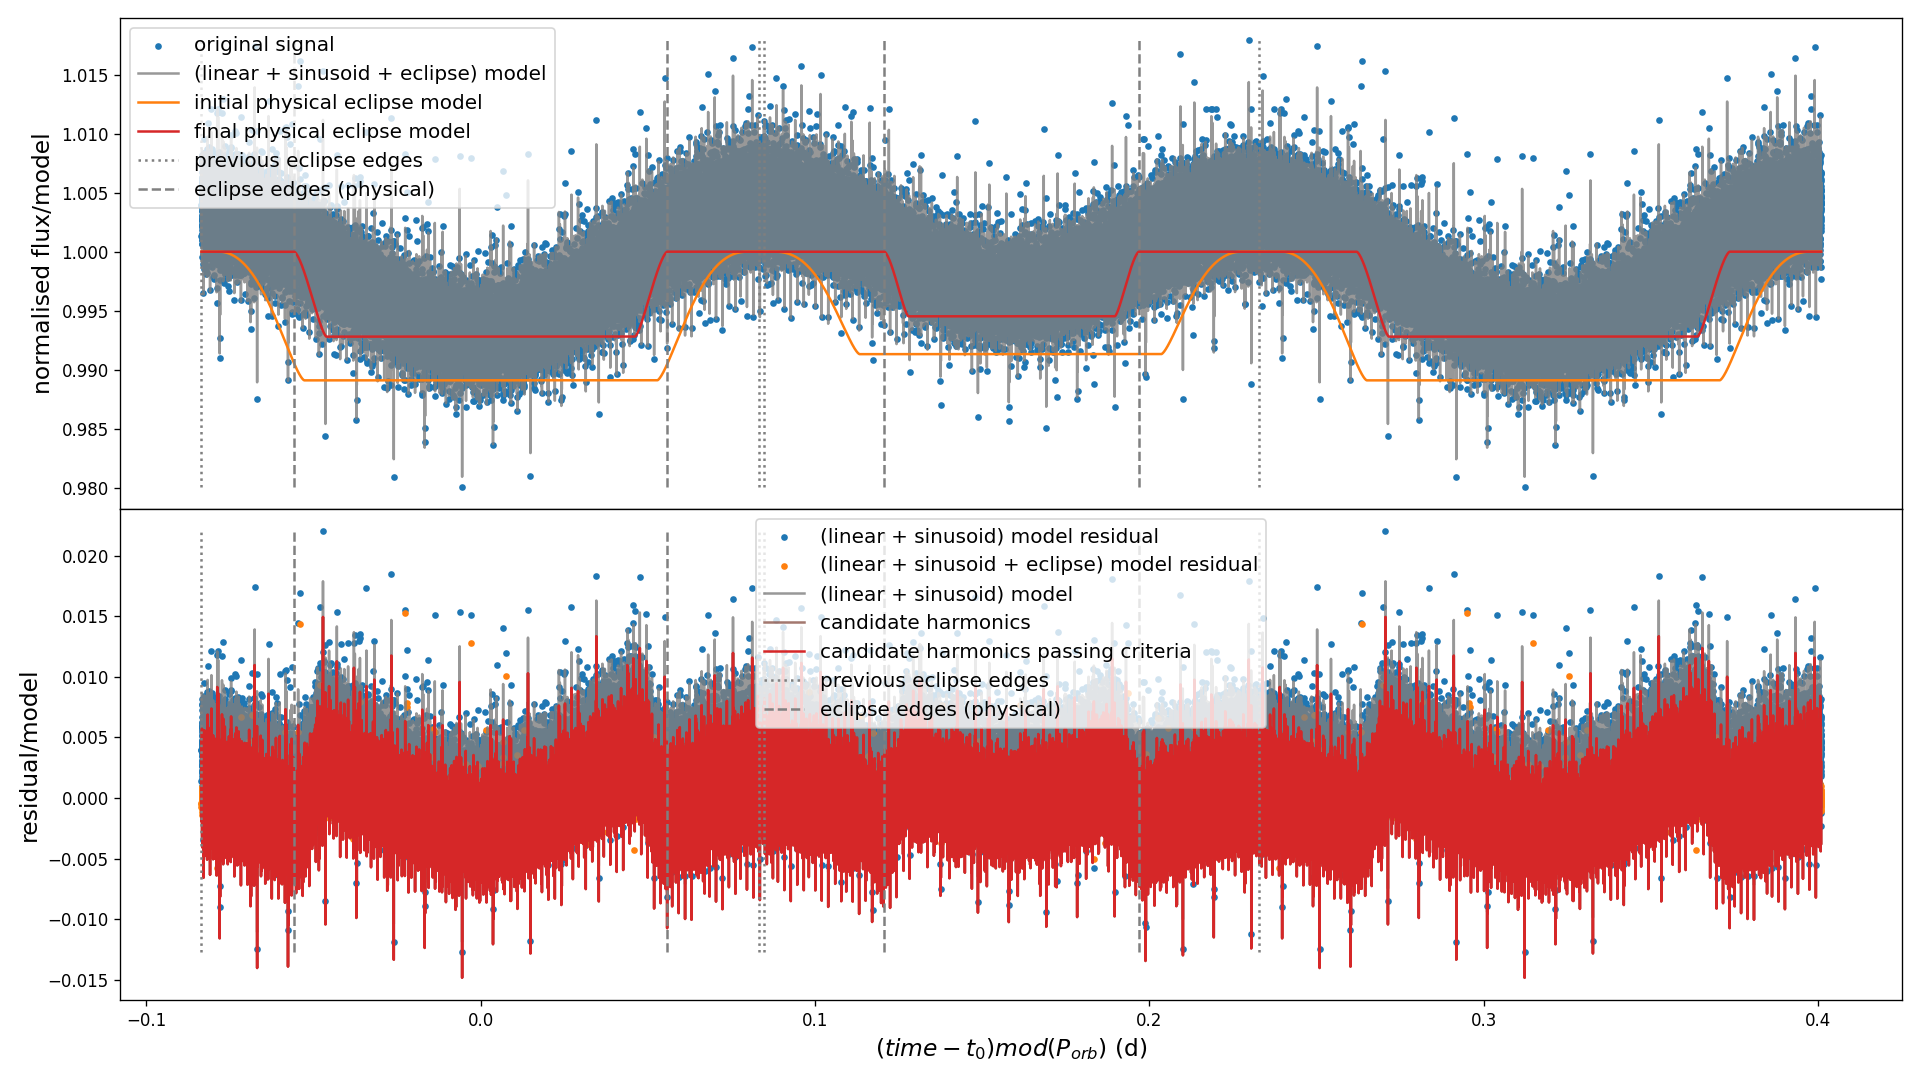 normalised flux/model
1.015
1.010
1.005
1.000
0.995
0.990
0.985
0.980
original signal
(linear + sinusoid + eclipse) model
initial physical eclipse model
final physical eclipse model
previous eclipse edges
eclipse edges (physical)
residual/model
0.020
0.015
0.010
0.005
0.000
−0.005
−0.010
−0.015
(linear + sinusoid) model residual
(linear + sinusoid + eclipse) model residual
(linear + sinusoid) model
candidate harmonics
candidate harmonics passing criteria
previous eclipse edges
eclipse edges (physical)
−0.1 0.0 0.1 0.2 0.3 0.4
(time − t₀)mod(P_orb) (d)